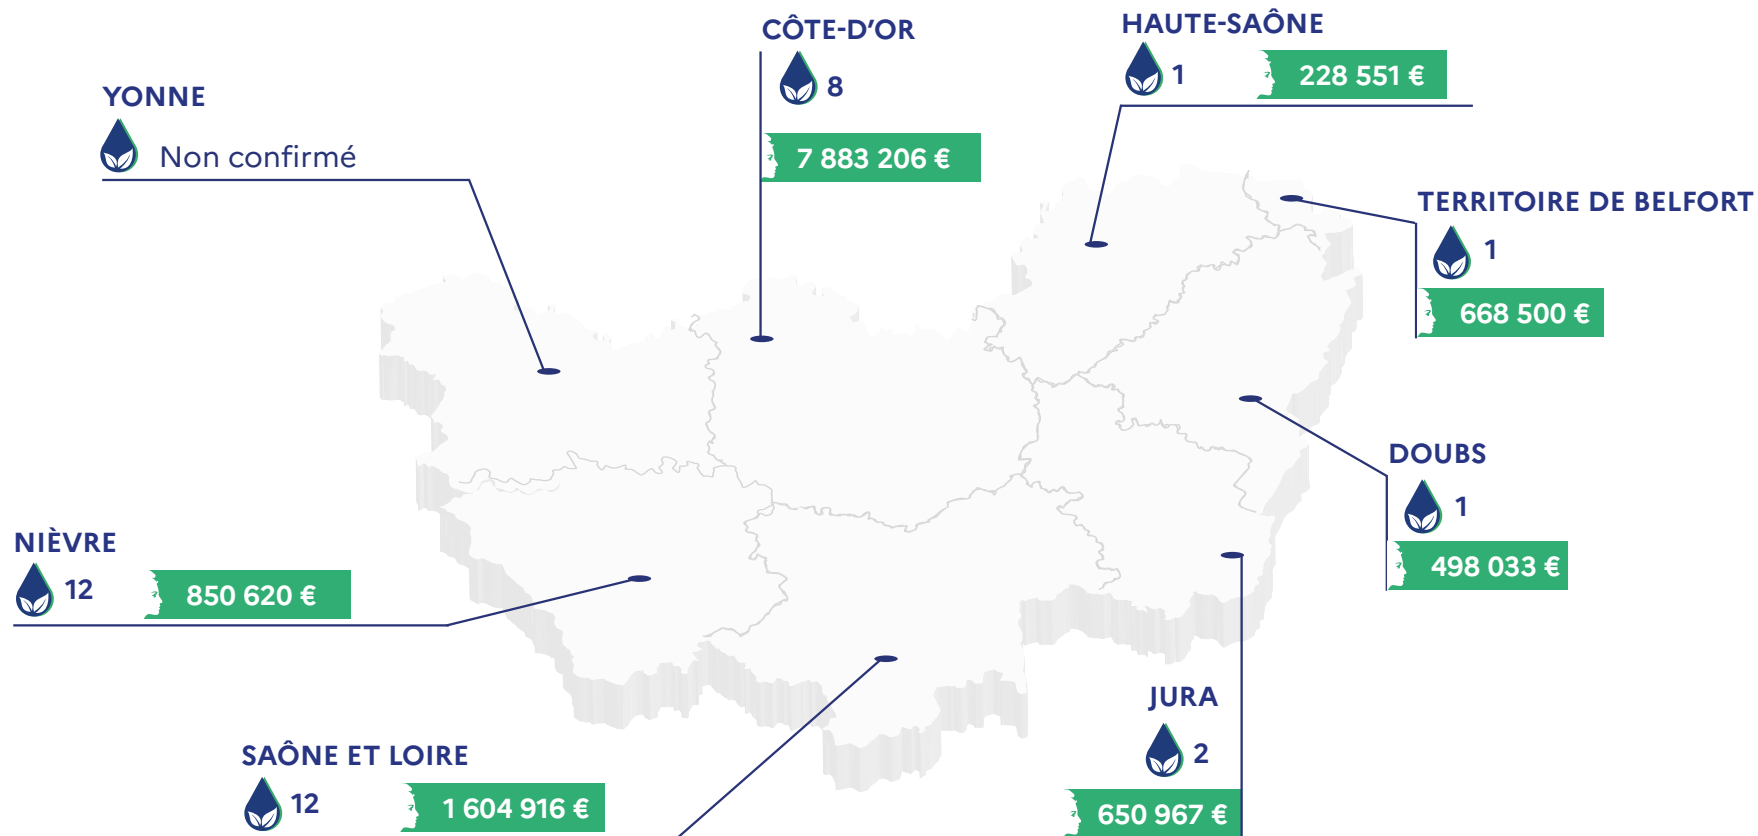 YONNE
Non confirmé
CÔTE-D'OR
8
7 883 206 €
HAUTE-SAÔNE
1
228 551 €
TERRITOIRE DE BELFORT
1
668 500 €
DOUBS
1
498 033 €
NIÈVRE
12
850 620 €
SAÔNE ET LOIRE
12
1 604 916 €
JURA
2
650 967 €